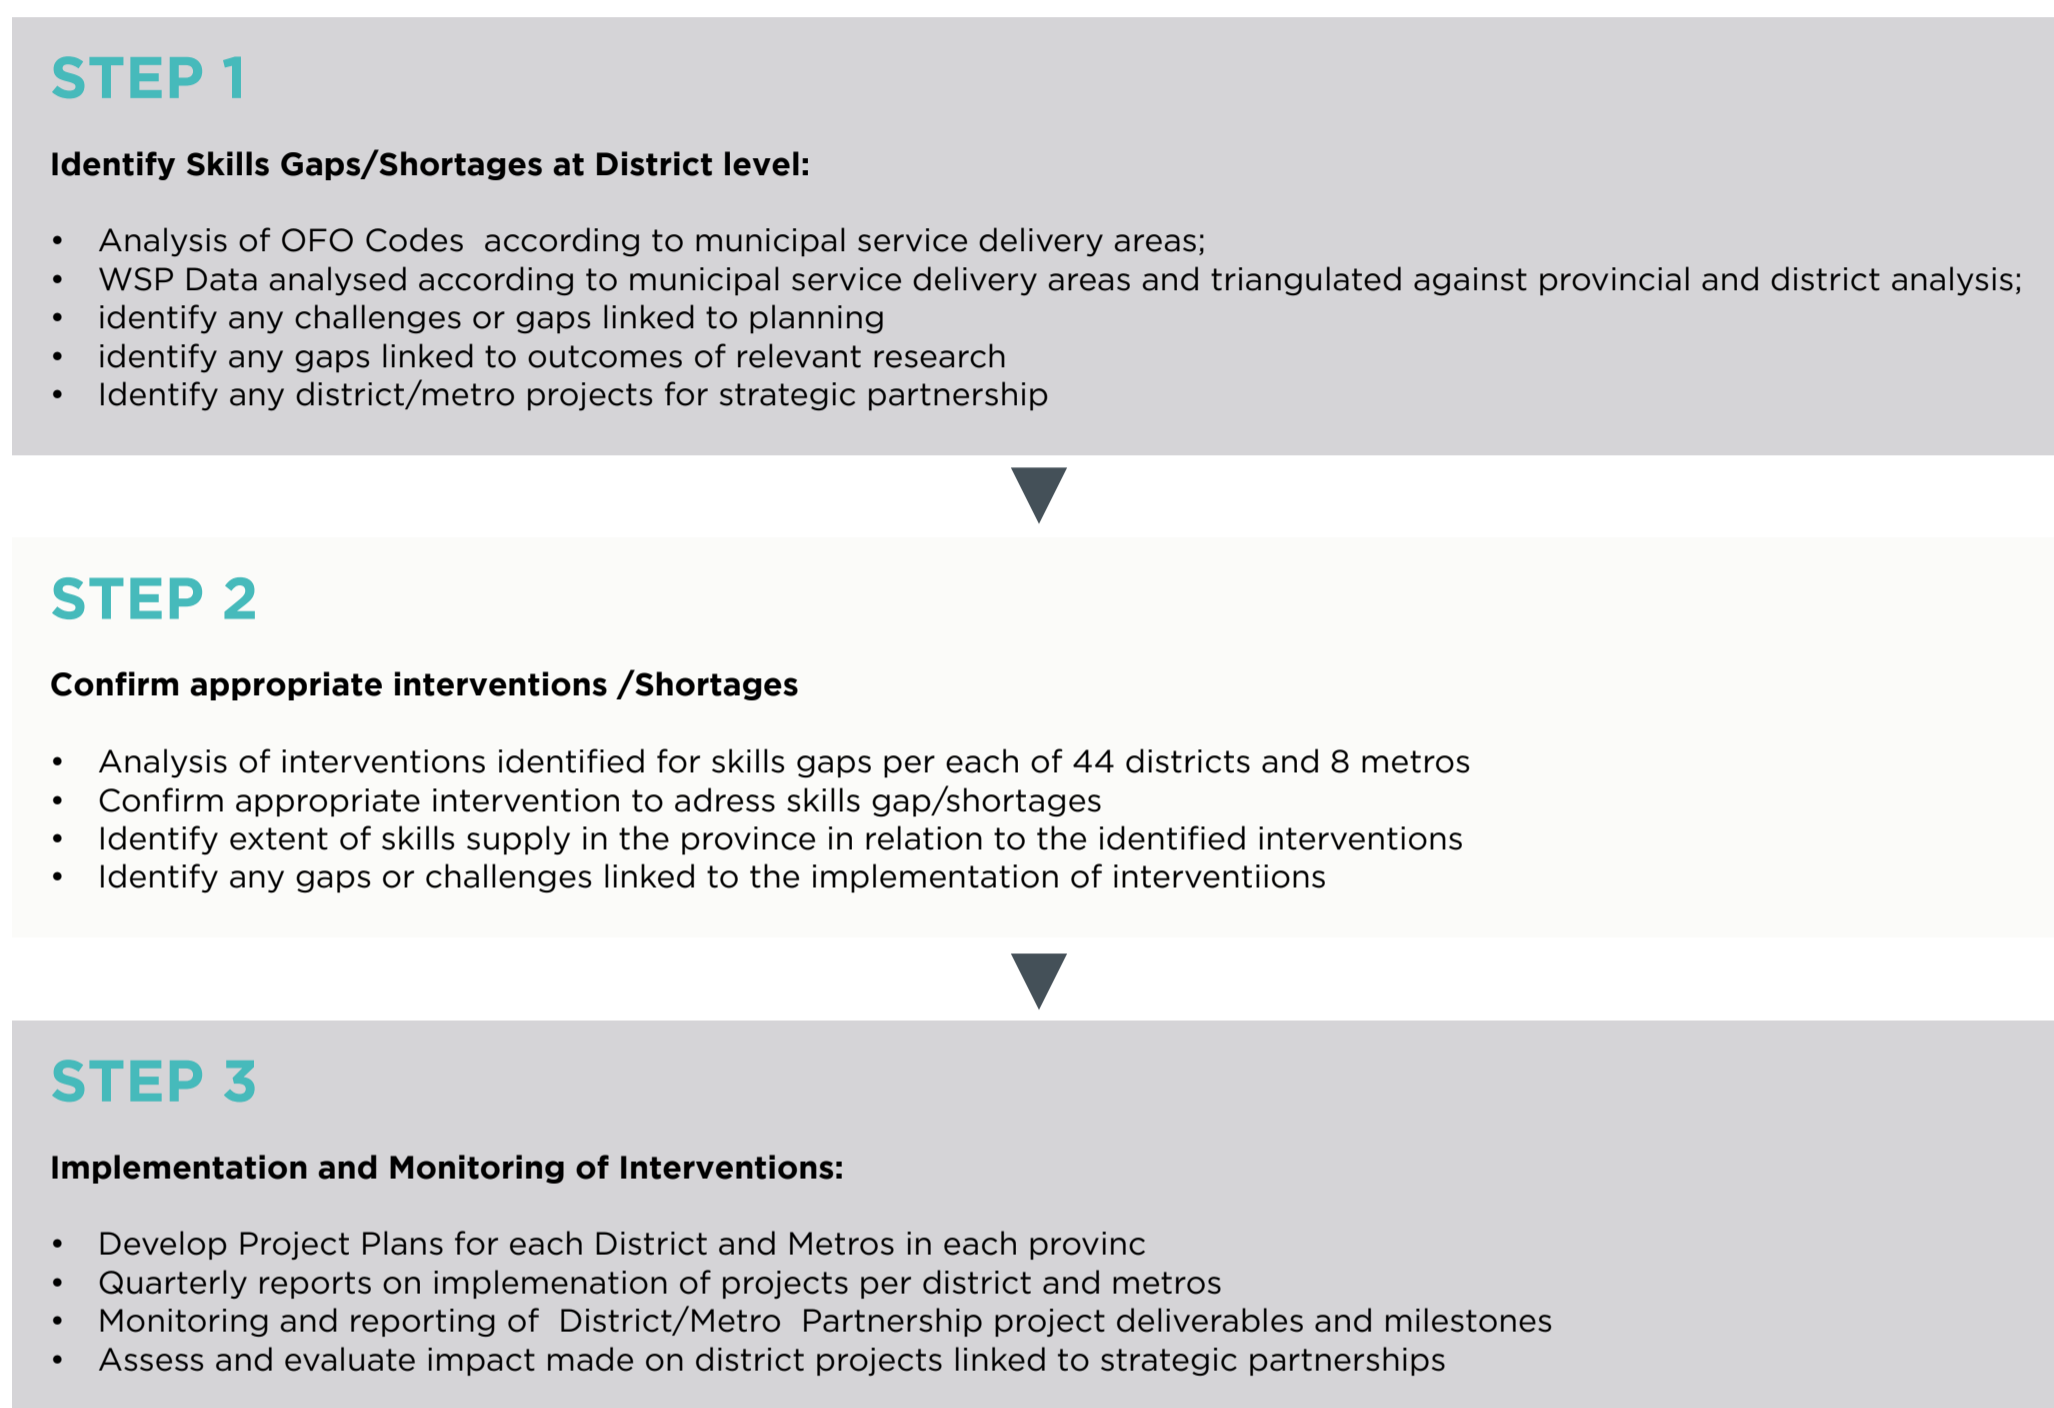 STEP 1
Identify Skills Gaps/Shortages at District level:
• Analysis of OFO Codes  according to municipal service delivery areas;
• WSP Data analysed according to municipal service delivery areas and triangulated against provincial and district analysis;
• identify any challenges or gaps linked to planning
• identify any gaps linked to outcomes of relevant research
• Identify any district/metro projects for strategic partnership
STEP 2
Confirm appropriate interventions /Shortages
• Analysis of interventions identified for skills gaps per each of 44 districts and 8 metros
• Confirm appropriate intervention to adress skills gap/shortages
• Identify extent of skills supply in the province in relation to the identified interventions
• Identify any gaps or challenges linked to the implementation of interventiions
STEP 3
Implementation and Monitoring of Interventions:
• Develop Project Plans for each District and Metros in each provinc
• Quarterly reports on implemenation of projects per district and metros
• Monitoring and reporting of  District/Metro  Partnership project deliverables and milestones
• Assess and evaluate impact made on district projects linked to strategic partnerships